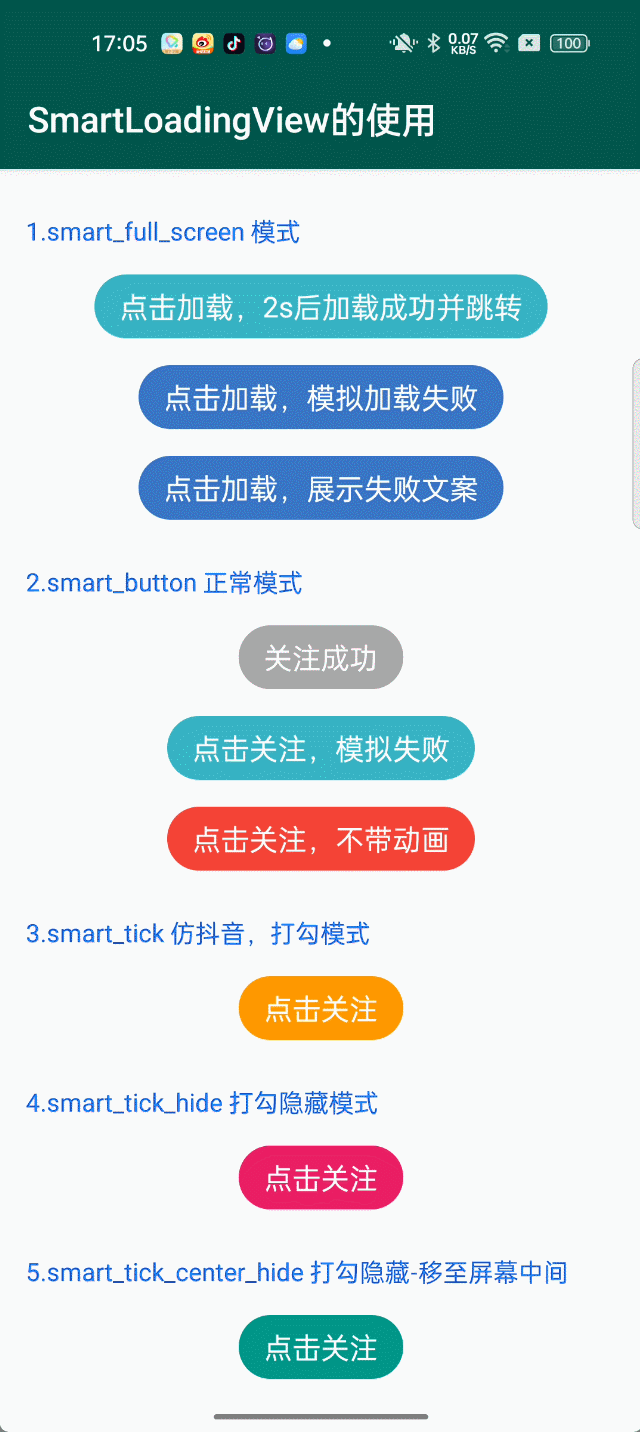 17:05
0.07
KB/S
100
SmartLoadingView的使用
1.smart_full_screen 模式
点击加载，2s后加载成功并跳转
点击加载，模拟加载失败
点击加载，展示失败文案
2.smart_button 正常模式
关注成功
点击关注，模拟失败
点击关注，不带动画
3.smart_tick 仿抖音，打勾模式
点击关注
4.smart_tick_hide 打勾隐藏模式
点击关注
5.smart_tick_center_hide 打勾隐藏-移至屏幕中间
点击关注